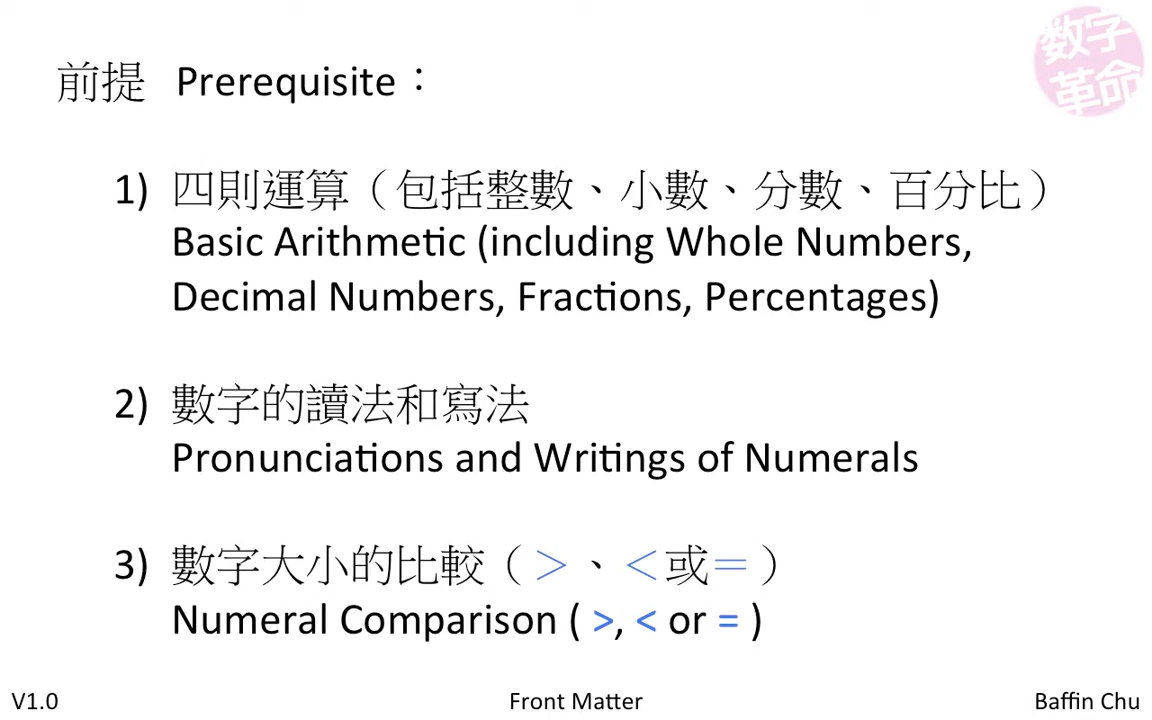 数字
革命
前提 Prerequisite：
1) 四則運算（包括整數、小數、分數、百分比）
Basic Arithmetic (including Whole Numbers,
Decimal Numbers, Fractions, Percentages)
2) 數字的讀法和寫法
Pronunciations and Writings of Numerals
3) 數字大小的比較（＞、＜或＝）
Numeral Comparison ( >, < or = )
V1.0 Front Matter Baffin Chu